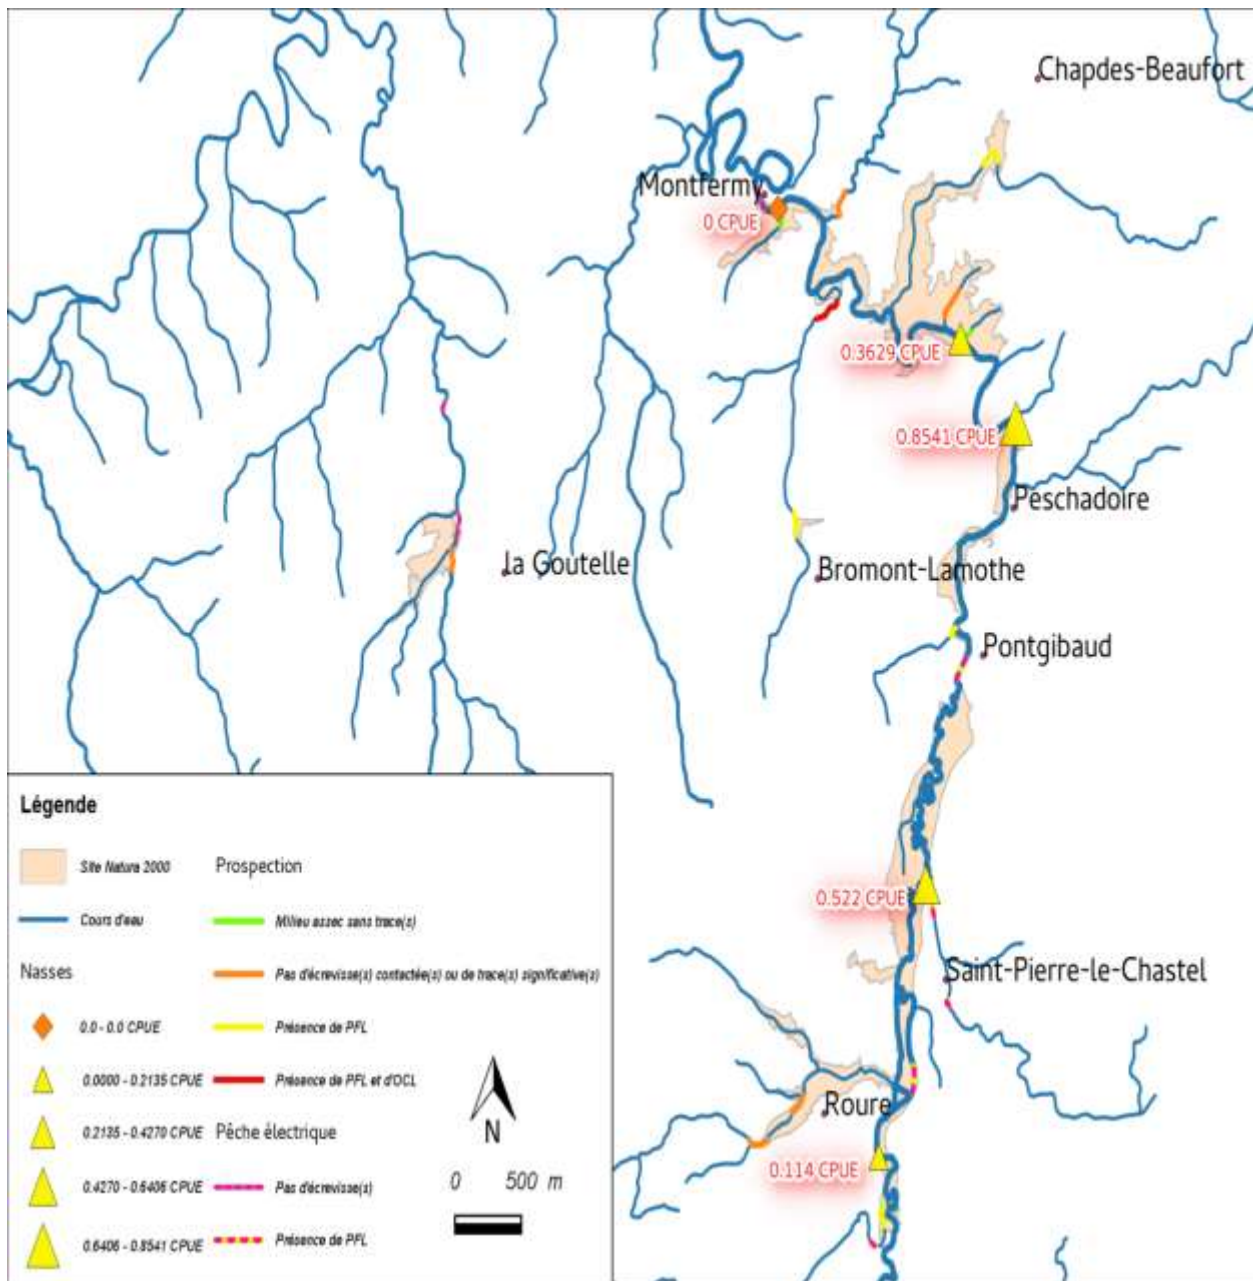 Chapdes-Beaufort
Montfermy
0 CPUE
0.3629 CPUE
0.8541 CPUE
Peschadoire
la Goutelle
Bromont-Lamothe
Pontgibaud
0.522 CPUE
Saint-Pierre-le-Chastel
Roure
0.114 CPUE
Légende
Site Natura 2000
Cours d'eau
Nasses
0.0 - 0.0 CPUE
0.0000 - 0.2135 CPUE
0.2135 - 0.4270 CPUE
0.4270 - 0.6406 CPUE
0.6406 - 0.8541 CPUE
Prospection
Milieu assec sans trace(s)
Pas d'écrevisse(s) contactée(s) ou de trace(s) significative(s)
Présence de PFL
Présence de PFL et d'OCL
Pêche électrique
Pas d'écrevisse(s)
Présence de PFL
N
0 500 m